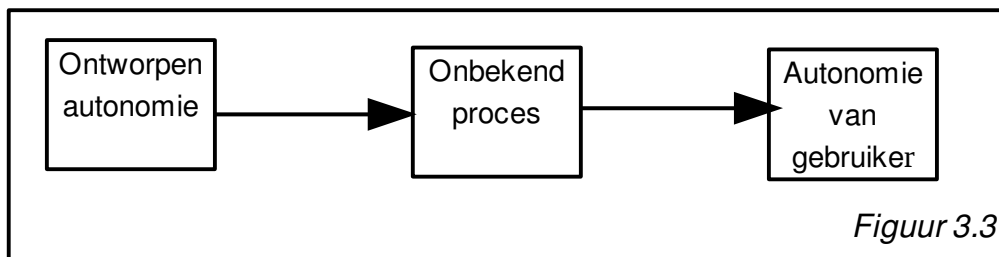 Ontworpen
autonomie
Onbekend
proces
Autonomie
van
gebruiker
Figuur 3.3